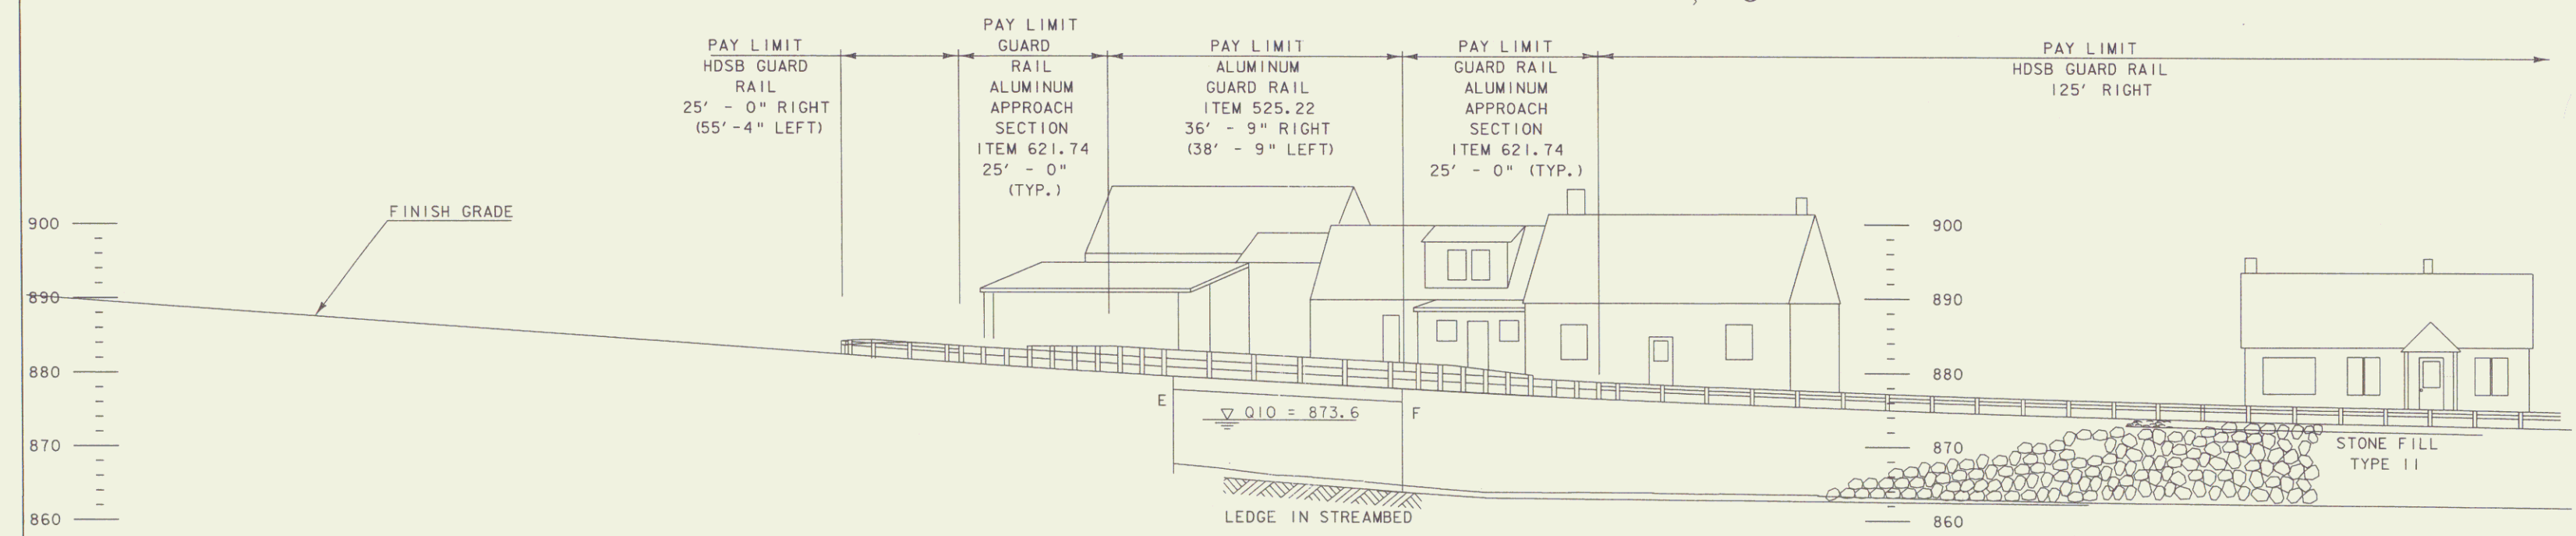 PAY LIMIT
HDSB GUARD
RAIL
25' - 0" RIGHT
(55'-4" LEFT)
PAY LIMIT
GUARD
RAIL
ALUMINUM
APPROACH
SECTION
ITEM 621.74
25' - 0"
(TYP.)
PAY LIMIT
ALUMINUM
GUARD RAIL
ITEM 525.22
36' - 9" RIGHT
(38' - 9" LEFT)
PAY LIMIT
GUARD RAIL
ALUMINUM
APPROACH
SECTION
ITEM 621.74
25' - 0" (TYP.)
PAY LIMIT
HDSB GUARD RAIL
125' RIGHT
FINISH GRADE
900
890
880
870
860
E
Q10 = 873.6
F
LEDGE IN STREAMBED
900
890
880
870
860
STONE FILL
TYPE II